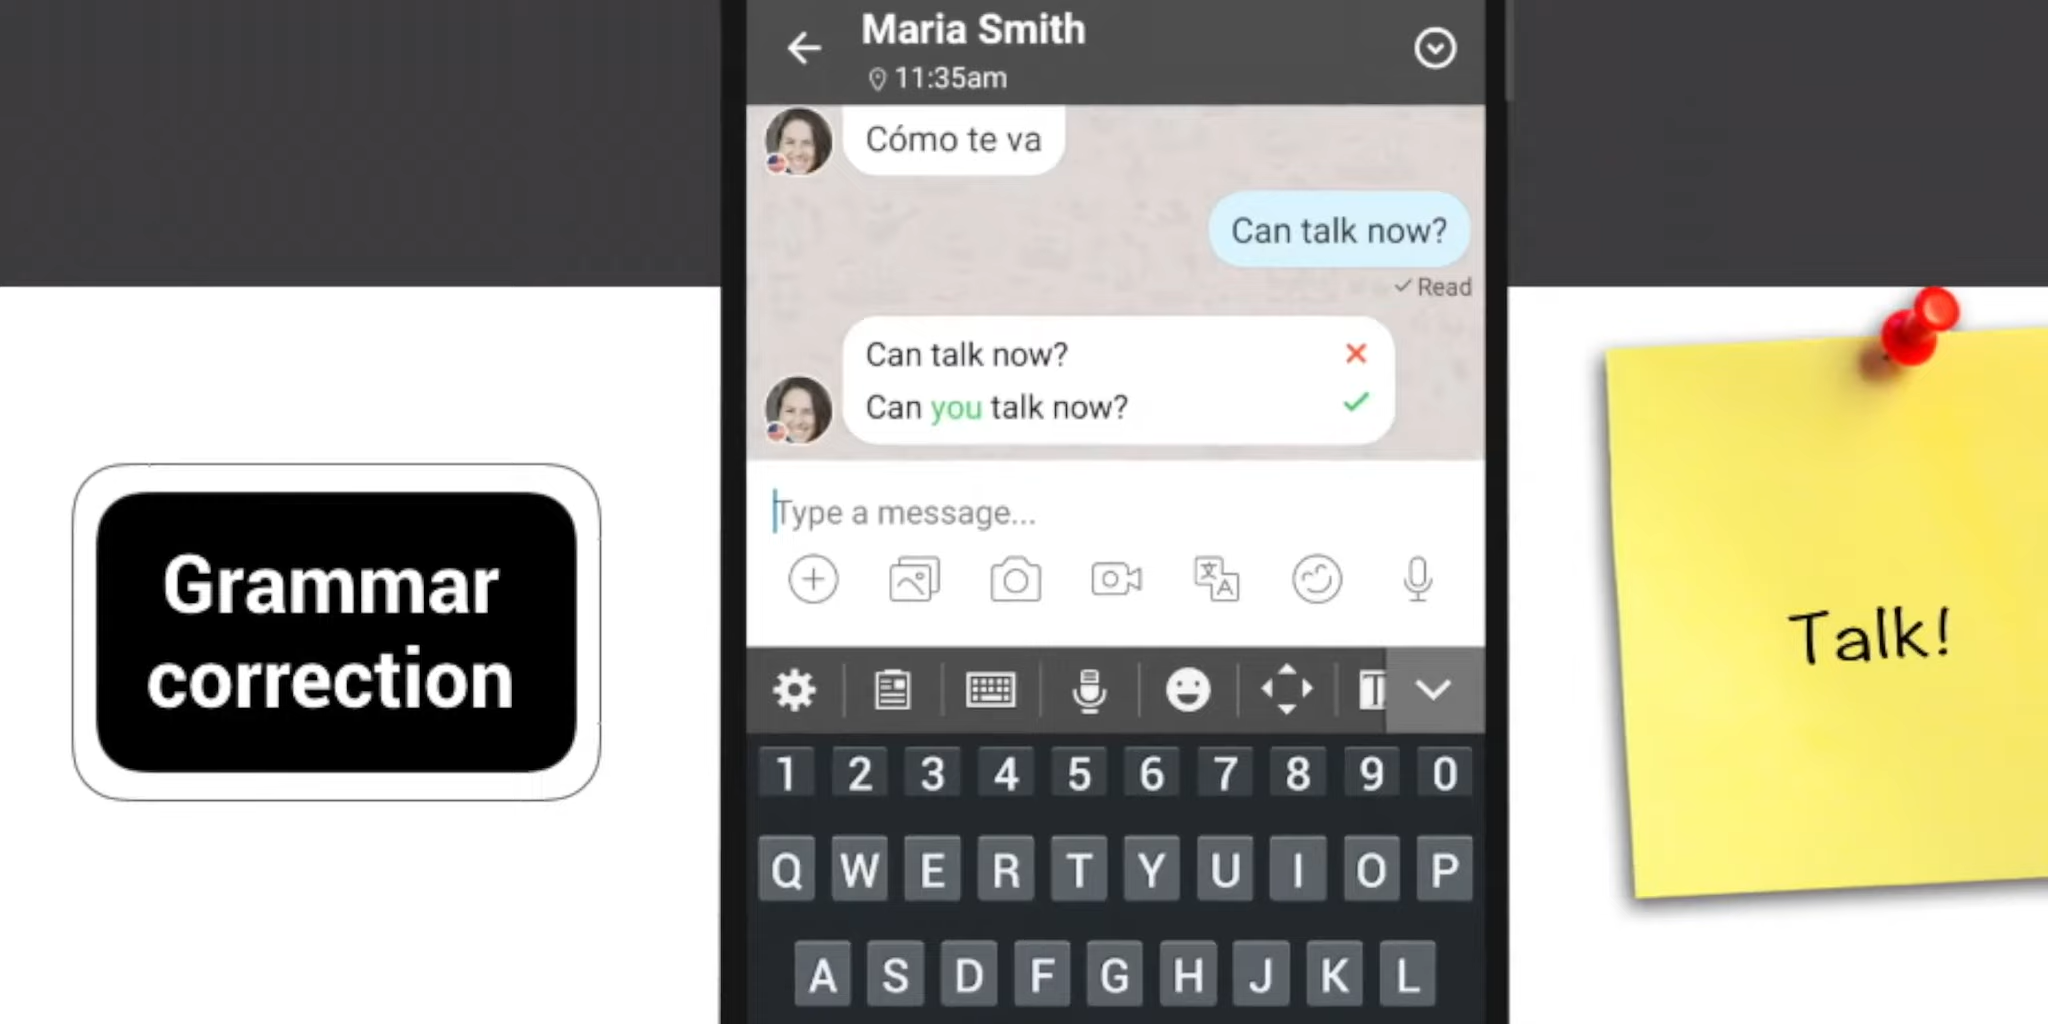 Maria Smith
11:35am
Cómo te va
Can talk now?
Read
Can talk now?
Can you talk now?
Type a message...
文 A
1 2 3 4 5 6 7 8 9 0
Q W E R T Y U I O P
A S D F G H J K L
Grammar
correction
Talk!